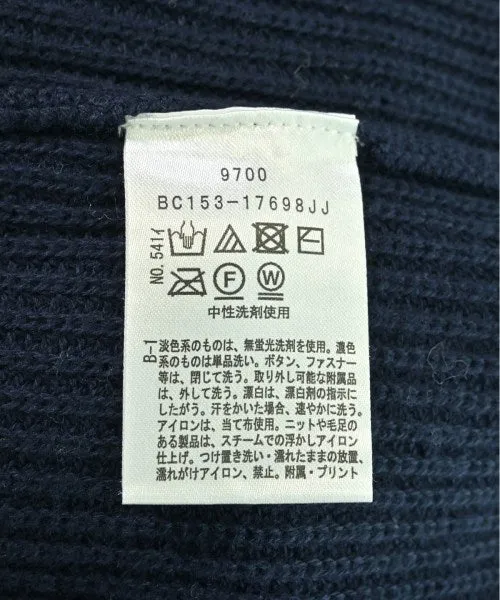 9700
BC153-17698JJ
NO.541イ
F
W
中性洗剤使用
B-1
淡色系のものは、無蛍光洗剤を使用。濃色
系のものは単品洗い。ボタン、ファスナー
等は、閉じて洗う。取り外し可能な附属品
は、外して洗う。漂白は、漂白剤の指示に
したがう。汗をかいた場合、速やかに洗う。
アイロンは、当て布使用。ニットや毛足の
ある製品は、スチームでの浮かしアイロン
仕上げ。つけ置き洗い・濡れたままの放置、
濡れがけアイロン、禁止。附属・プリント